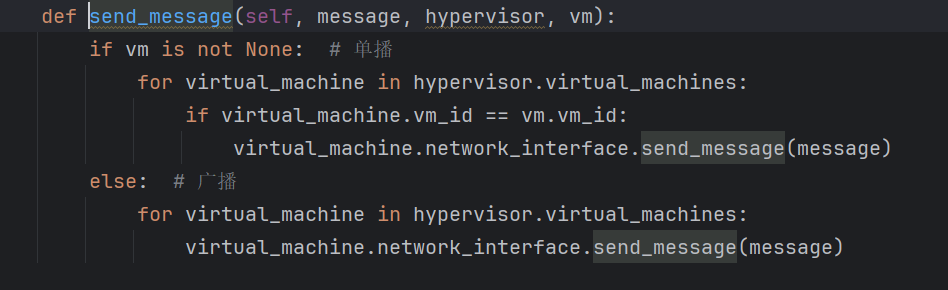 def send_message(self, message, hypervisor, vm):
    if vm is not None:  # 单播
        for virtual_machine in hypervisor.virtual_machines:
            if virtual_machine.vm_id == vm.vm_id:
                virtual_machine.network_interface.send_message(message)
    else:  # 广播
        for virtual_machine in hypervisor.virtual_machines:
            virtual_machine.network_interface.send_message(message)